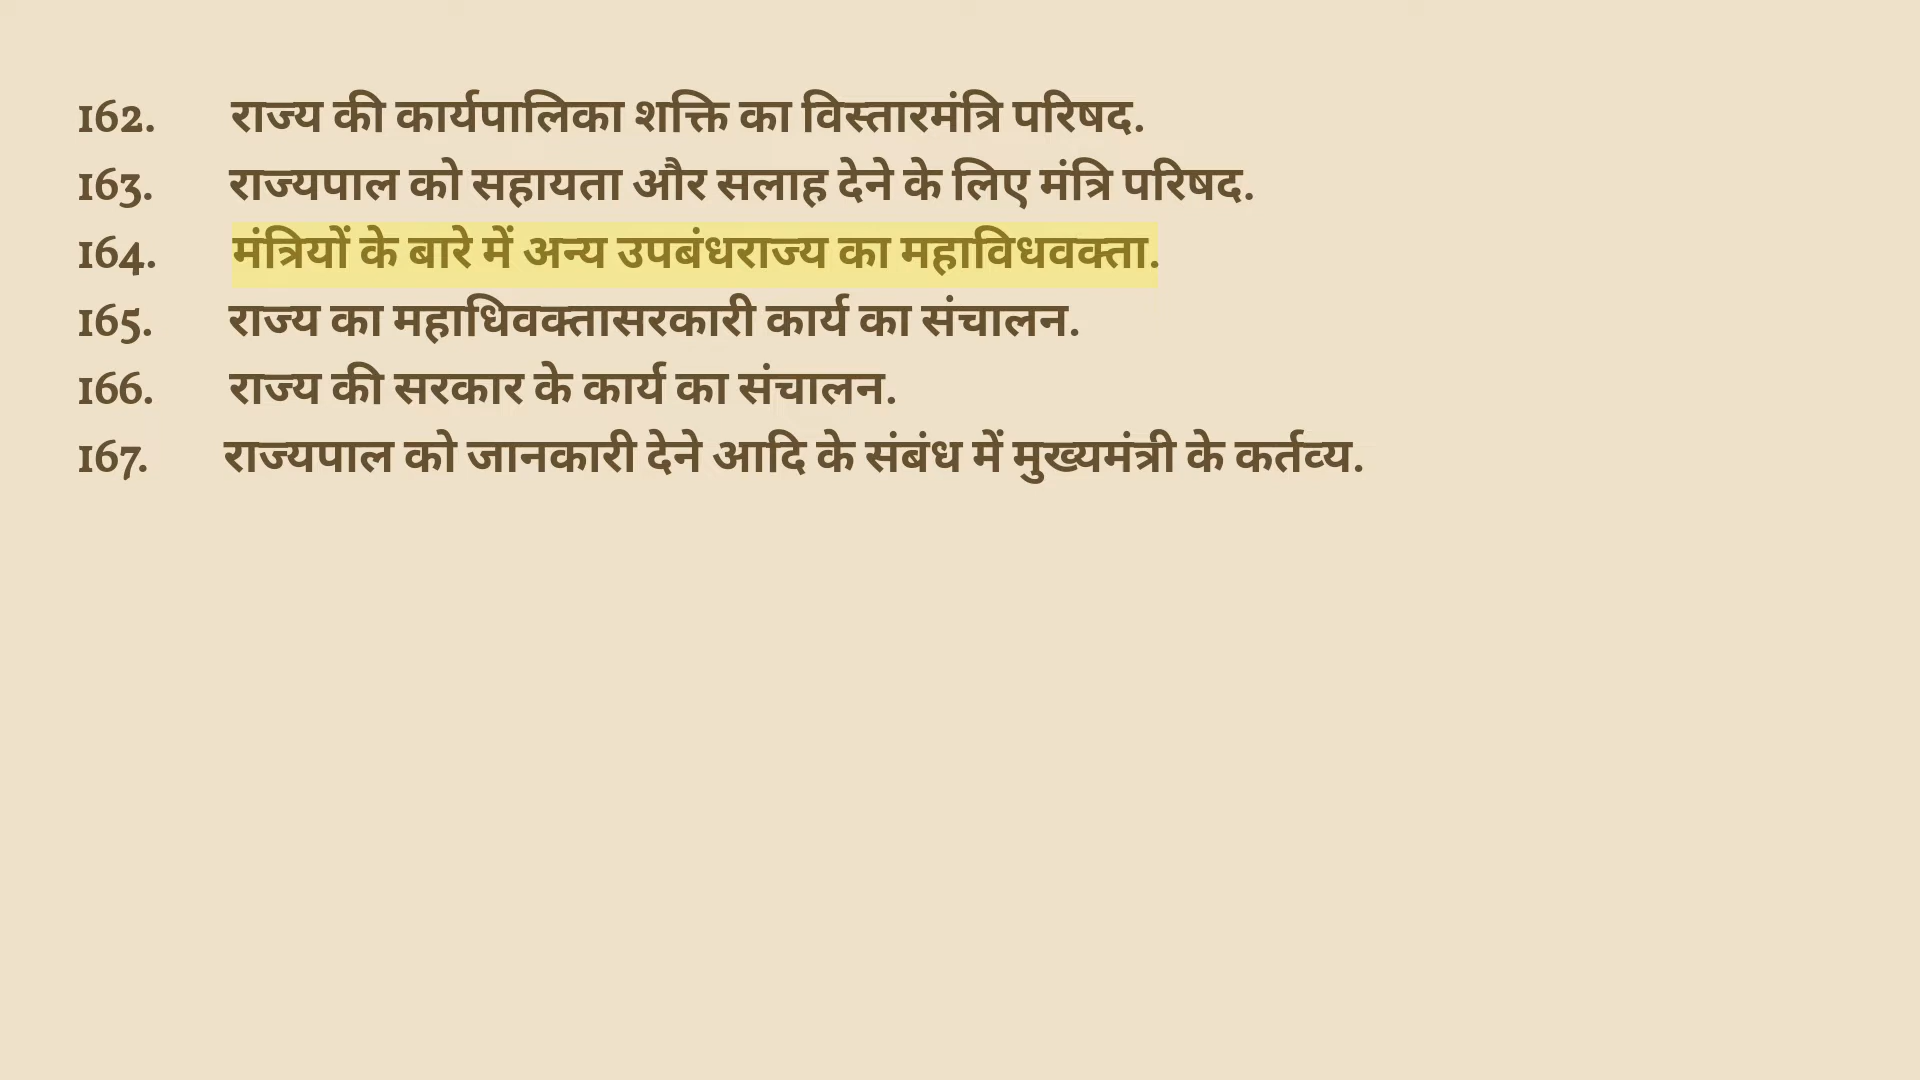 162. राज्य की कार्यपालिका शक्ति का विस्तारमंत्रि परिषद.
163. राज्यपाल को सहायता और सलाह देने के लिए मंत्रि परिषद.
164. मंत्रियों के बारे में अन्य उपबंधराज्य का महाविधवक्ता.
165. राज्य का महाधिवक्तासरकारी कार्य का संचालन.
166. राज्य की सरकार के कार्य का संचालन.
167. राज्यपाल को जानकारी देने आदि के संबंध में मुख्यमंत्री के कर्तव्य.